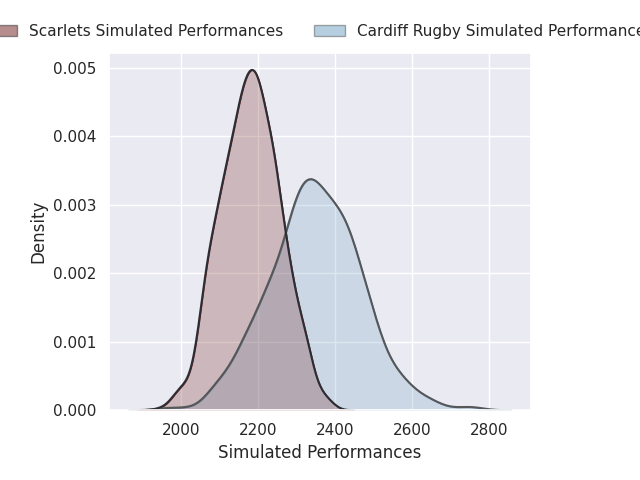 Scarlets Simulated Performances Cardiff Rugby Simulated Performance
0.005
0.004
0.003
0.002
0.001
0.000
Density
2000 2200 2400 2600 2800
Simulated Performances